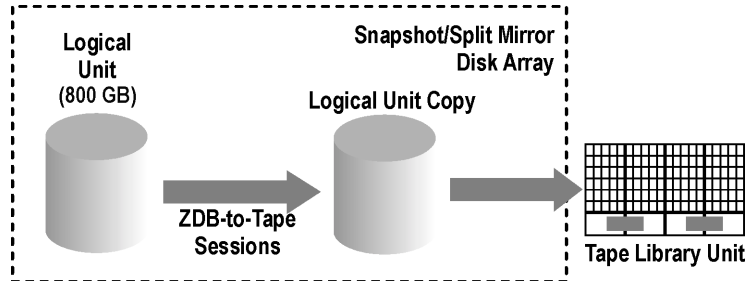 Logical
Unit
(800 GB)
Snapshot/Split Mirror
Disk Array
Logical Unit Copy
ZDB-to-Tape
Sessions
Tape Library Unit